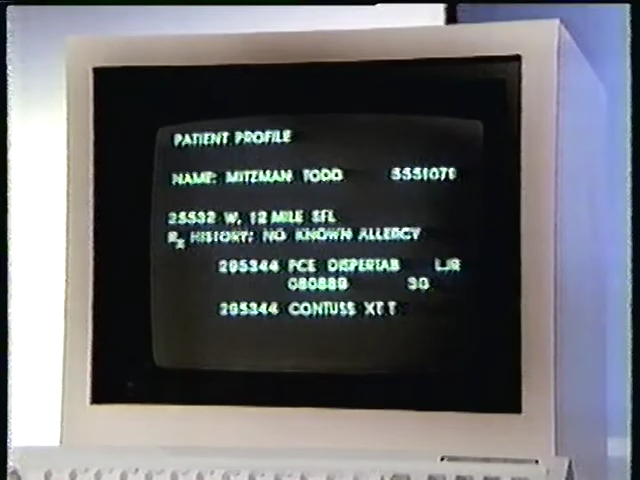 PATIENT PROFILE
NAME: MITZMAN TODD 5551079
25532 W. 12 MILE SFL
Rx HISTORY: NO KNOWN ALLERGY
295344 PCE DISPERTAB LJR
080889 30
295344 CONTUSS XT T